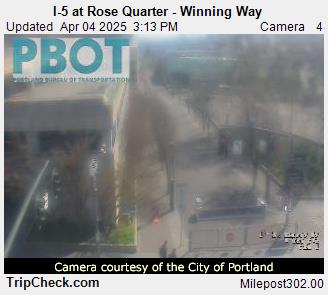 I-5 at Rose Quarter - Winning Way
Updated Apr 04 2025 3:13 PM Camera 4
PBOT
PORTLAND BUREAU OF TRANSPORTATION
Camera courtesy of the City of Portland
TripCheck.com Milepost302.00